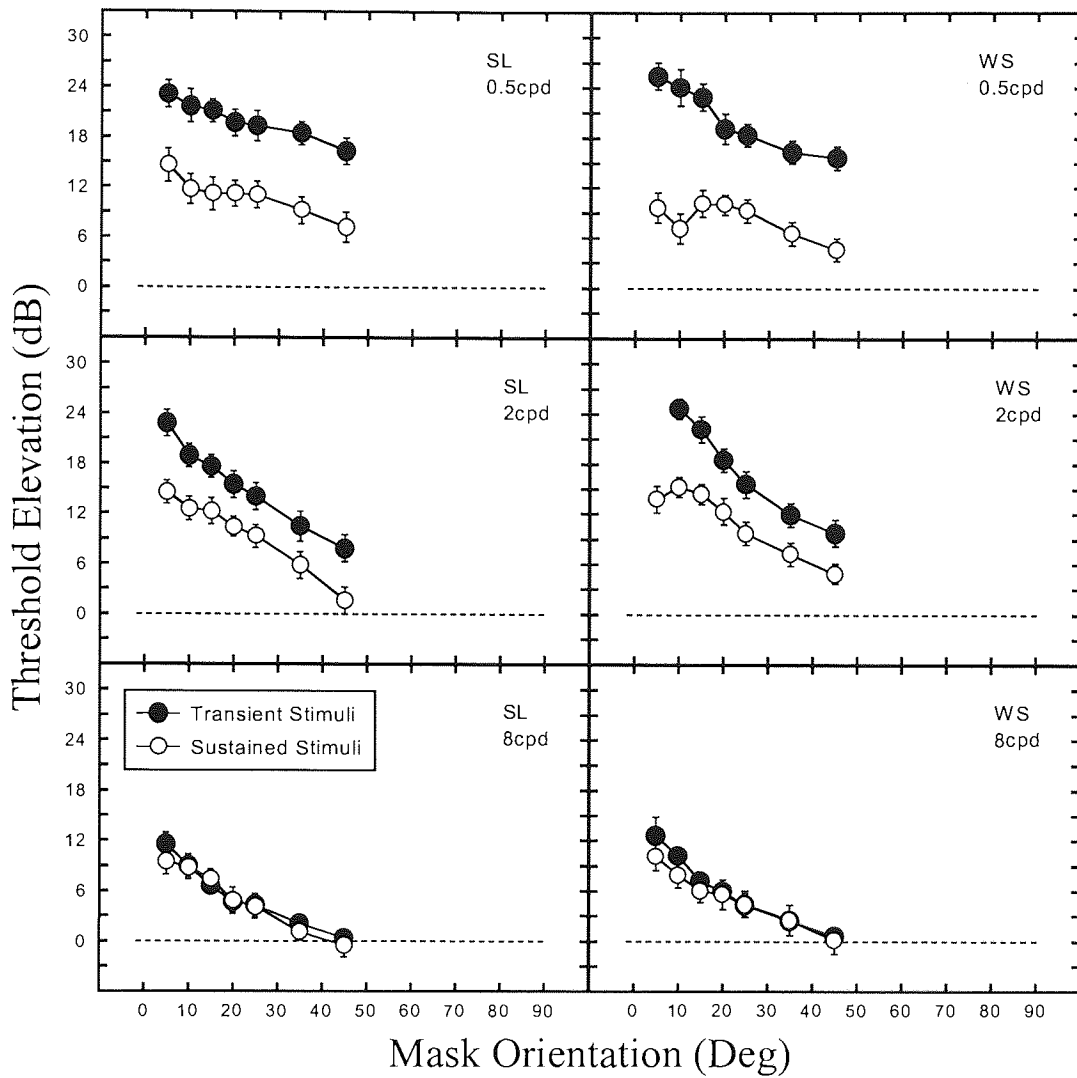 30
24
18
12
6
0
SL
0.5cpd
WS
0.5cpd
30
24
18
12
6
0
SL
2cpd
WS
2cpd
30
24
18
12
6
0
Transient Stimuli
Sustained Stimuli
SL
8cpd
WS
8cpd
0 10 20 30 40 50 60 70 80 90
0 10 20 30 40 50 60 70 80 90
Threshold Elevation (dB)
Mask Orientation (Deg)